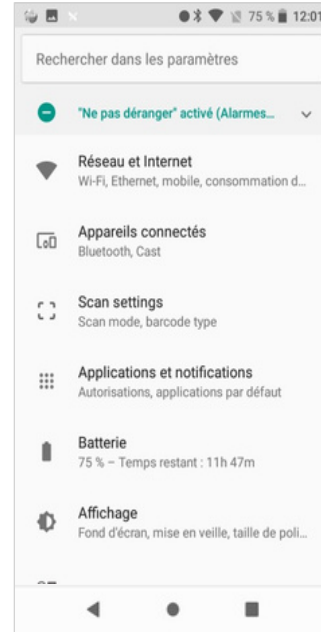 75 % 12:01
Rechercher dans les paramètres
"Ne pas déranger" activé (Alarmes...
Réseau et Internet
Wi-Fi, Ethernet, mobile, consommation d...
Appareils connectés
Bluetooth, Cast
Scan settings
Scan mode, barcode type
Applications et notifications
Autorisations, applications par défaut
Batterie
75 % – Temps restant : 11h 47m
Affichage
Fond d'écran, mise en veille, taille de poli...